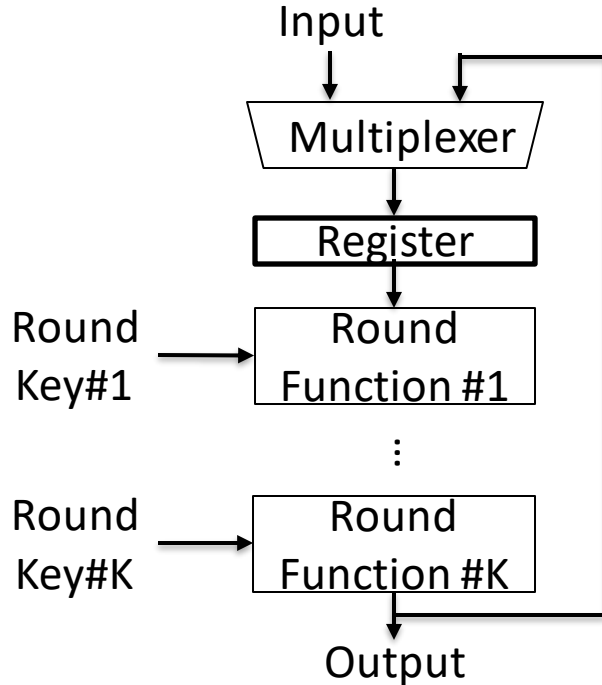 Input
Multiplexer
Register
Round
Key#1
Round
Function #1
...
Round
Key#K
Round
Function #K
Output